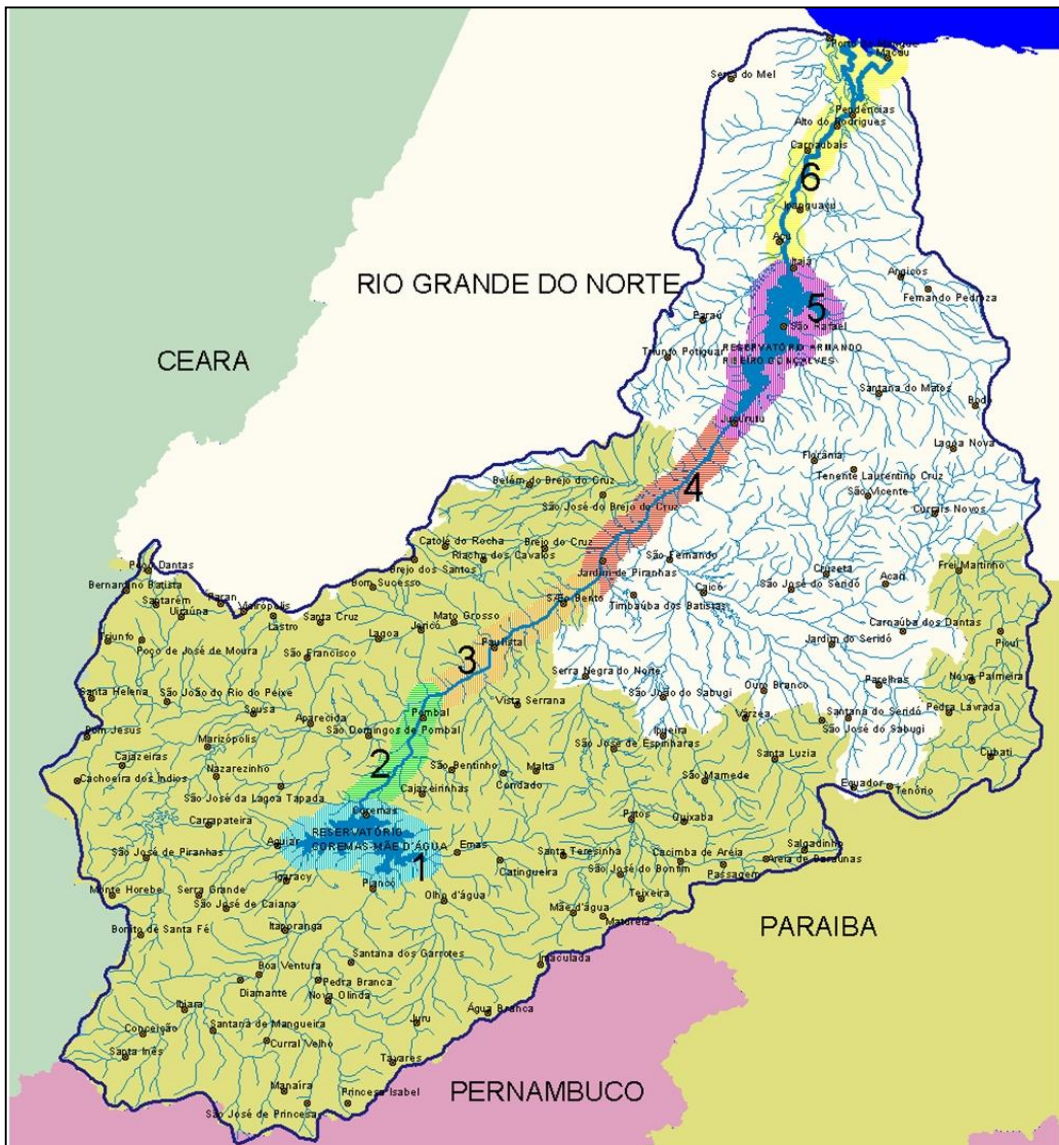 Porto do Mangue
Macau
Serra do Mel
Pendências
Alto do Rodrigues
Carnaubais
6
Ipanguaçu
Açu
Itajá
RIO GRANDE DO NORTE
Angicos
Fernando Pedroza
5
São Rafael
Paraú
RESERVATÓRIO ARMANDO
RIBEIRO GONÇALVES
Triunfo Potiguar
CEARA
Santana do Matos
Bodó
Jucurutu
Lagoa Nova
Florânia
Tenente Laurentino Cruz
Belém do Brejo do Cruz
4
São Vicente
São José do Brejo do Cruz
Currais Novos
Catolé do Rocha
Brejo do Cruz
Riacho dos Cavalos
São Fernando
Brejo dos Santos
Jardim de Piranhas
Cruzeta
Frei Martinho
Poço Dantas
Bernardino Batista
Bom Sucesso
Caicó
São José do Seridó
Acari
Santarém
Uiraúna
Vieirópolis
São Bento
Timbaúba dos Batistas
Lastro
Santa Cruz
Mato Grosso
Jericó
Carnaúba dos Dantas
Triunfo
Lagoa
Jardim do Seridó
Picuí
Poço de José de Moura
São Francisco
Paulista
3
Serra Negra do Norte
Nova Palmeira
Santa Helena
São João do Rio do Peixe
Ouro Branco
Parelhas
São João do Sabugi
Sousa
Aparecida
Vista Serrana
Pombal
Várzea
Santana do Seridó
Pedra Lavrada
São José do Sabugi
Bom Jesus
São Domingos de Pombal
Ipueira
Marizópolis
São José de Espinharas
Cajazeiras
Santa Luzia
Cubati
Cachoeira dos Índios
Nazarezinho
2
São Bentinho
Malta
Condado
São Mamede
Equador
Tenório
São José da Lagoa Tapada
Cajazeirinhas
Coremas
Carrapateira
RESERVATÓRIO
COREMAS-MÃE D'ÁGUA
Patos
Quixaba
Aguiar
Emas
Salgadinho
São José de Piranhas
1
Santa Teresinha
Cacimba de Areia
Areia de Baraunas
Catingueira
São José do Bonfim
Passagem
Igaracy
Piancó
Monte Horebe
Serra Grande
Olho d'água
Teixeira
São José de Caiana
Mãe d'água
Maturéia
Bonito de Santa Fé
Itaporanga
PARAIBA
Santana dos Garrotes
Imaculada
Boa Ventura
Diamante
Pedra Branca
Nova Olinda
Ibiara
Água Branca
Conceição
Santana de Mangueira
Juru
Curral Velho
Santa Inês
Tavares
Manaíra
Princesa Isabel
PERNAMBUCO
São José de Princesa